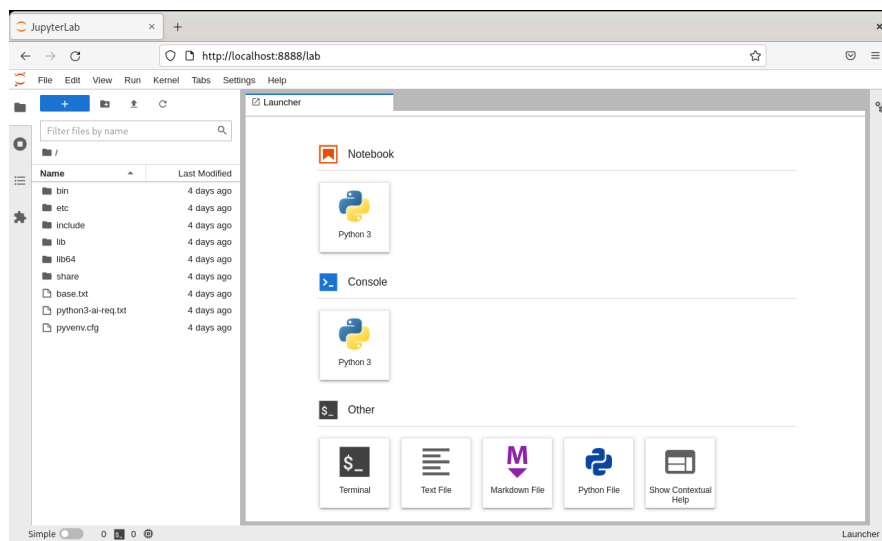 JupyterLab
http://localhost:8888/lab
File Edit View Run Kernel Tabs Settings Help
Launcher
Filter files by name
/
Name Last Modified
bin 4 days ago
etc 4 days ago
include 4 days ago
lib 4 days ago
lib64 4 days ago
share 4 days ago
base.txt 4 days ago
python3-ai-req.txt 4 days ago
pyvenv.cfg 4 days ago
Notebook
Python 3
Console
Python 3
$_ Other
$_
M
Terminal Text File Markdown File Python File Show Contextual
Help
Simple 0 $_ 0 Launcher